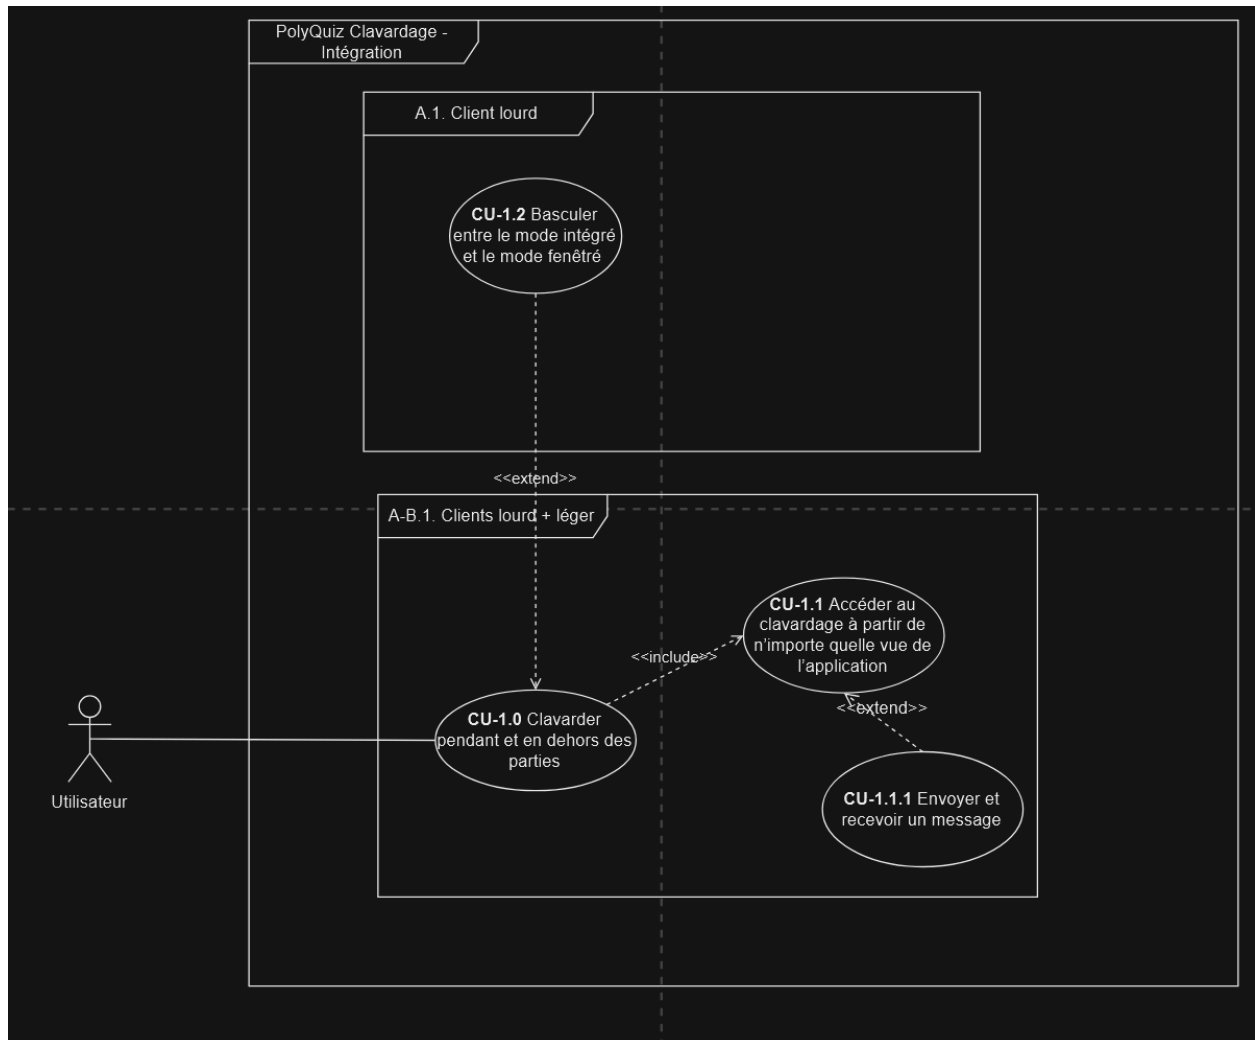 PolyQuiz Clavardage -
Intégration
A.1. Client lourd
CU-1.2 Basculer
entre le mode intégré
et le mode fenêtré
<<extend>>
A-B.1. Clients lourd + léger
CU-1.1 Accéder au
clavardage à partir de
n’importe quelle vue de
l’application
<<include>>
<<extend>>
CU-1.0 Clavarder
pendant et en dehors des
parties
CU-1.1.1 Envoyer et
recevoir un message
Utilisateur